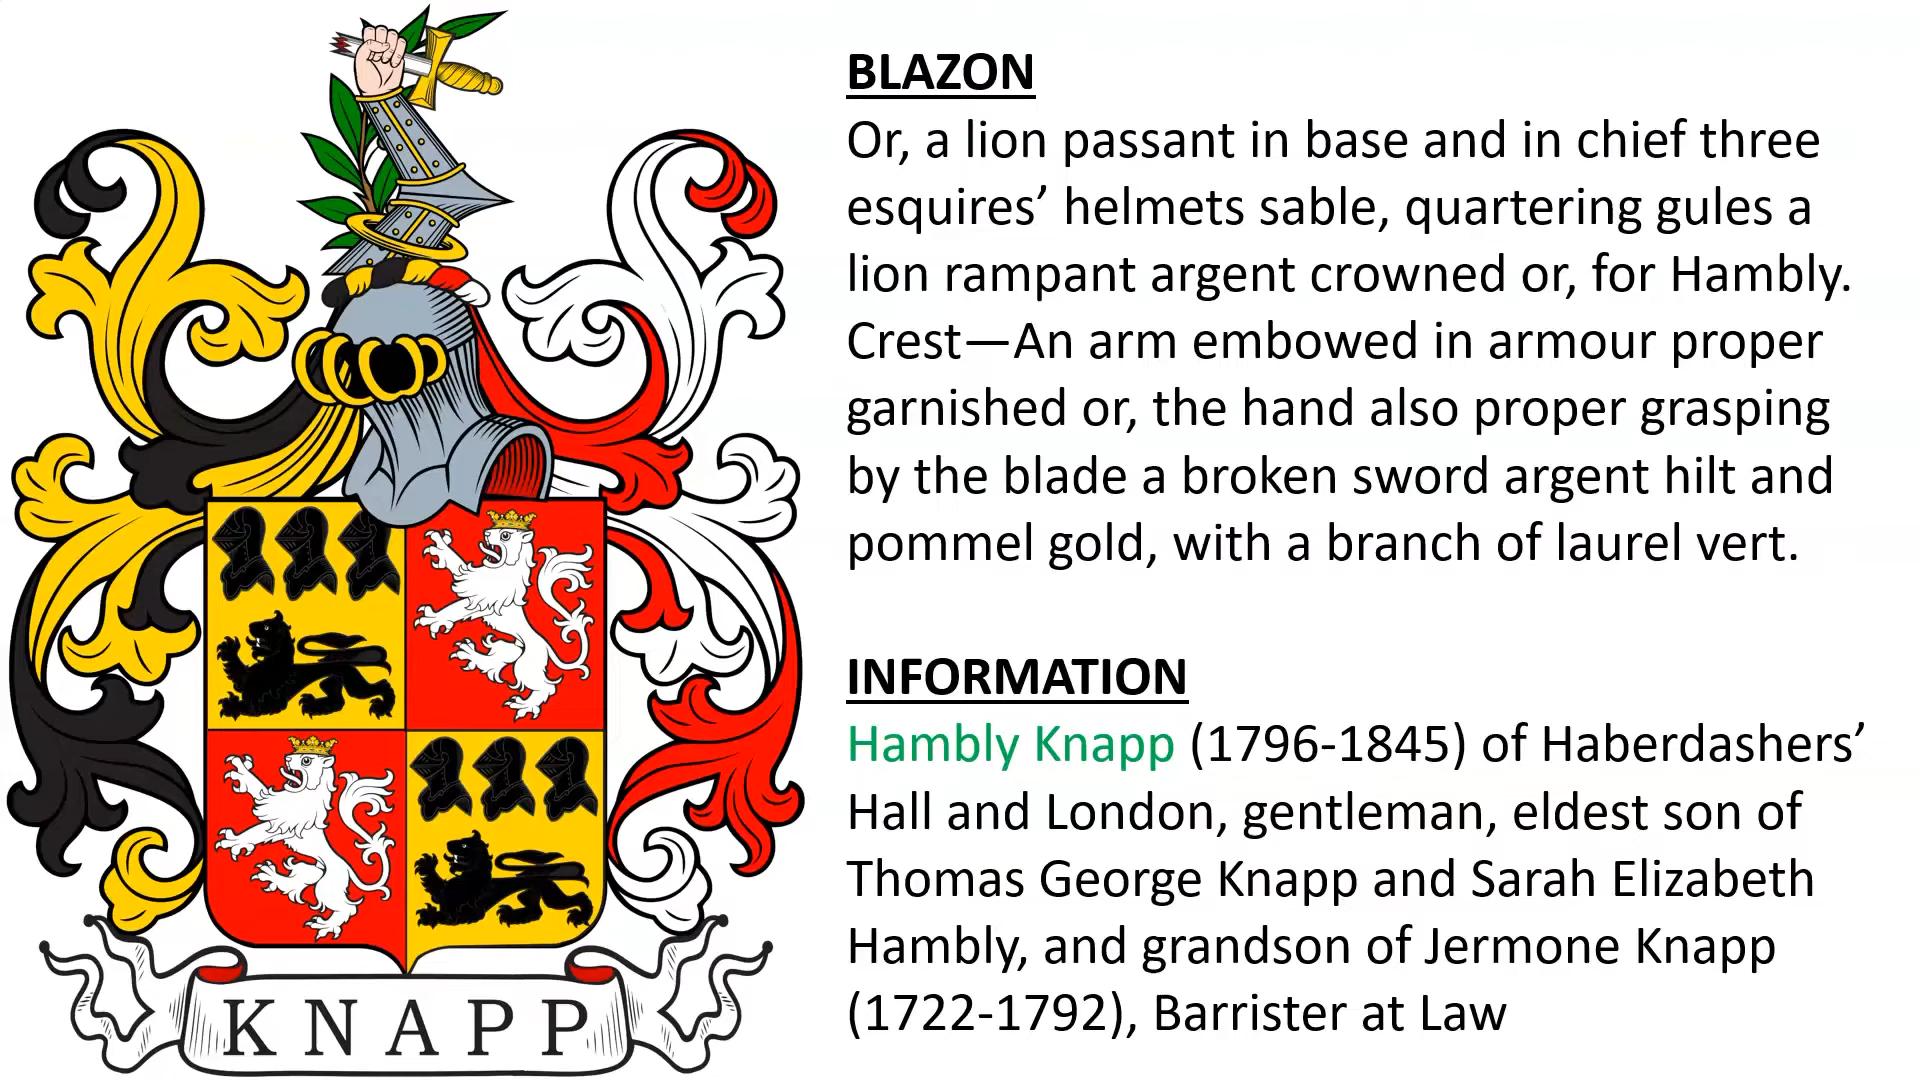 BLAZON
Or, a lion passant in base and in chief three
esquires’ helmets sable, quartering gules a
lion rampant argent crowned or, for Hambly.
Crest—An arm embowed in armour proper
garnished or, the hand also proper grasping
by the blade a broken sword argent hilt and
pommel gold, with a branch of laurel vert.
INFORMATION
Hambly Knapp (1796-1845) of Haberdashers’
Hall and London, gentleman, eldest son of
Thomas George Knapp and Sarah Elizabeth
Hambly, and grandson of Jermone Knapp
(1722-1792), Barrister at Law
KNAPP